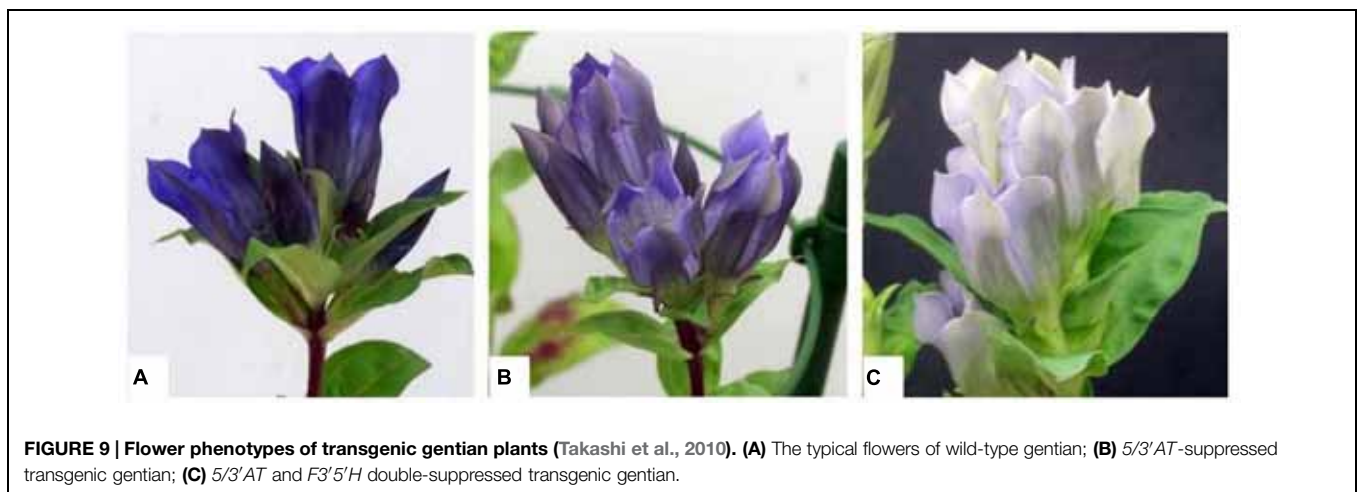 A
B
C
FIGURE 9 | Flower phenotypes of transgenic gentian plants (Takashi et al., 2010). (A) The typical flowers of wild-type gentian; (B) 5/3′AT-suppressed
transgenic gentian; (C) 5/3′AT and F3′5′H double-suppressed transgenic gentian.